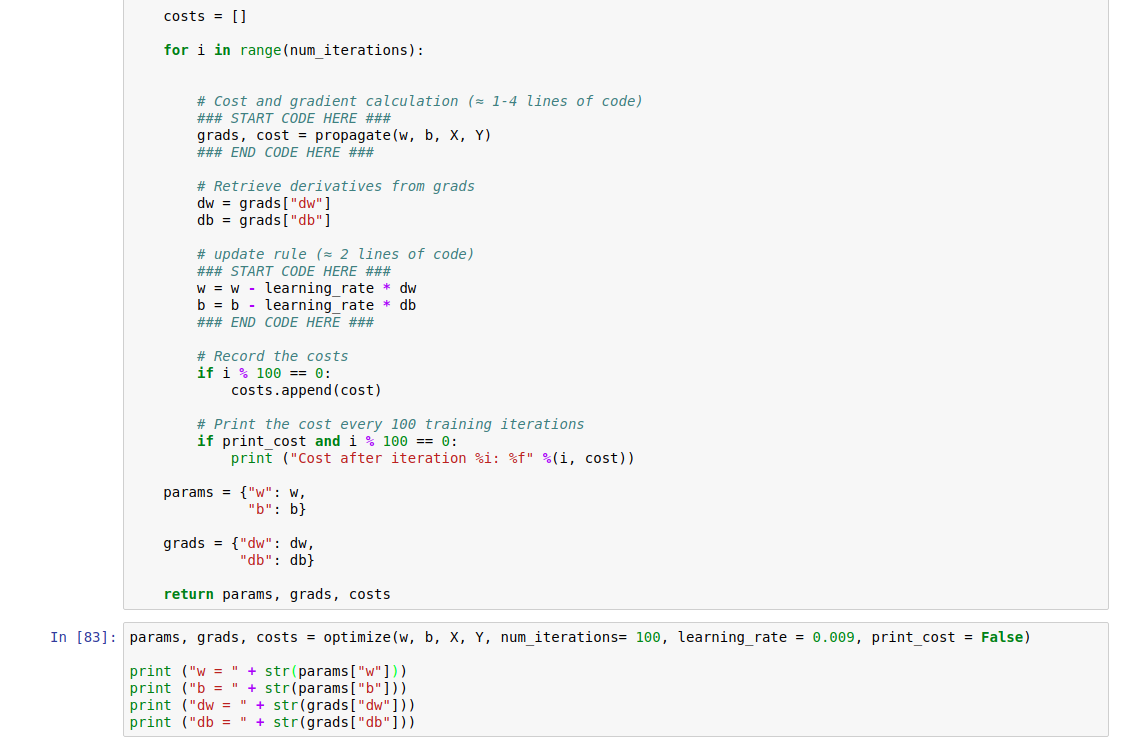 costs = []
for i in range(num_iterations):
# Cost and gradient calculation (≈ 1-4 lines of code)
### START CODE HERE ###
grads, cost = propagate(w, b, X, Y)
### END CODE HERE ###
# Retrieve derivatives from grads
dw = grads["dw"]
db = grads["db"]
# update rule (≈ 2 lines of code)
### START CODE HERE ###
w = w - learning_rate * dw
b = b - learning_rate * db
### END CODE HERE ###
# Record the costs
if i % 100 == 0:
costs.append(cost)
# Print the cost every 100 training iterations
if print_cost and i % 100 == 0:
print ("Cost after iteration %i: %f" %(i, cost))
params = {"w": w,
"b": b}
grads = {"dw": dw,
"db": db}
return params, grads, costs
In [83]: params, grads, costs = optimize(w, b, X, Y, num_iterations= 100, learning_rate = 0.009, print_cost = False)
print ("w = " + str(params["w"]))
print ("b = " + str(params["b"]))
print ("dw = " + str(grads["dw"]))
print ("db = " + str(grads["db"]))